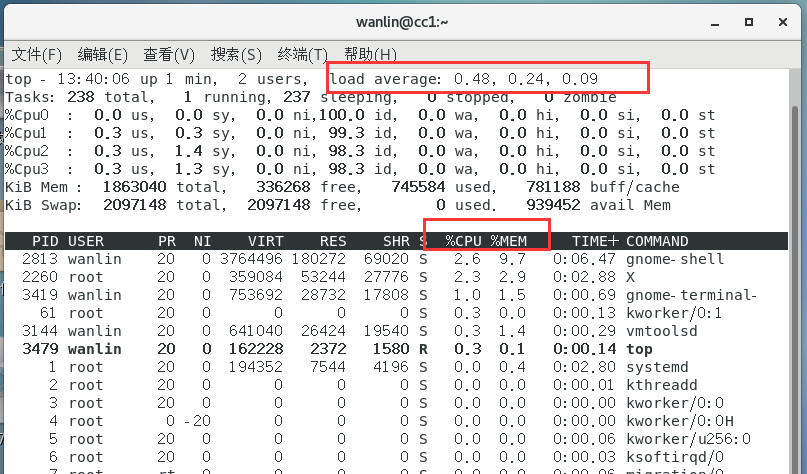 wanlin@cc1:~
文件(F) 编辑(E) 查看(V) 搜索(S) 终端(T) 帮助(H)
top - 13:40:06 up 1 min, 2 users, load average: 0.48, 0.24, 0.09
Tasks: 238 total, 1 running, 237 sleeping, 0 stopped, 0 zombie
%Cpu0 : 0.0 us, 0.0 sy, 0.0 ni,100.0 id, 0.0 wa, 0.0 hi, 0.0 si, 0.0 st
%Cpu1 : 0.3 us, 0.3 sy, 0.0 ni, 99.3 id, 0.0 wa, 0.0 hi, 0.0 si, 0.0 st
%Cpu2 : 0.3 us, 1.4 sy, 0.0 ni, 98.3 id, 0.0 wa, 0.0 hi, 0.0 si, 0.0 st
%Cpu3 : 0.3 us, 1.3 sy, 0.0 ni, 98.3 id, 0.0 wa, 0.0 hi, 0.0 si, 0.0 st
KiB Mem : 1863040 total, 336268 free, 745584 used, 781188 buff/cache
KiB Swap: 2097148 total, 2097148 free, 0 used. 939452 avail Mem
PID USER PR NI VIRT RES SHR S %CPU %MEM TIME+ COMMAND
2813 wanlin 20 0 3764496 180272 69020 S 2.6 9.7 0:06.47 gnome-shell
2260 root 20 0 359084 53244 27776 S 2.3 2.9 0:02.88 X
3419 wanlin 20 0 753692 28732 17808 S 1.0 1.5 0:00.69 gnome-terminal-
61 root 20 0 0 0 0 S 0.3 0.0 0:00.13 kworker/0:1
3144 wanlin 20 0 641040 26424 19540 S 0.3 1.4 0:00.29 vmtoolsd
3479 wanlin 20 0 162228 2372 1580 R 0.3 0.1 0:00.14 top
1 root 20 0 194352 7544 4196 S 0.0 0.4 0:02.80 systemd
2 root 20 0 0 0 0 S 0.0 0.0 0:00.01 kthreadd
3 root 20 0 0 0 0 S 0.0 0.0 0:00.00 kworker/0:0
4 root 0 -20 0 0 0 S 0.0 0.0 0:00.00 kworker/0:0H
5 root 20 0 0 0 0 S 0.0 0.0 0:00.06 kworker/u256:0
6 root 20 0 0 0 0 S 0.0 0.0 0:00.03 ksoftirqd/0
7 root rt 0 0 0 0 S 0.0 0.0 0:00.06 migration/0